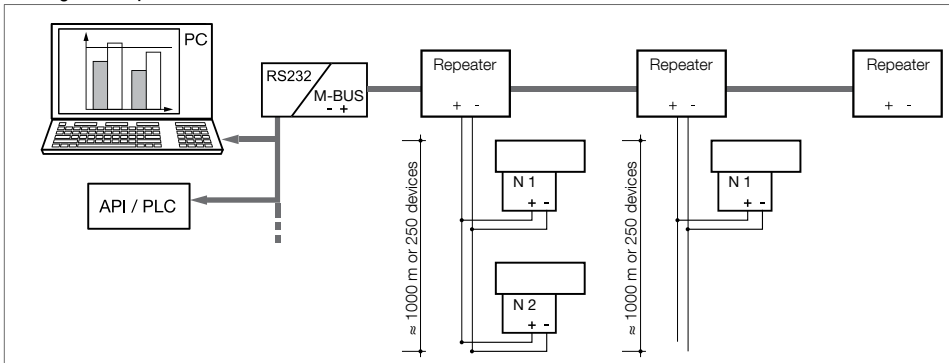 PC
RS232
M-BUS
- +
API / PLC
Repeater
+ -
Repeater
+ -
Repeater
+ -
≈ 1000 m or 250 devices
N 1
+ -
N 2
+ -
≈ 1000 m or 250 devices
N 1
+ -